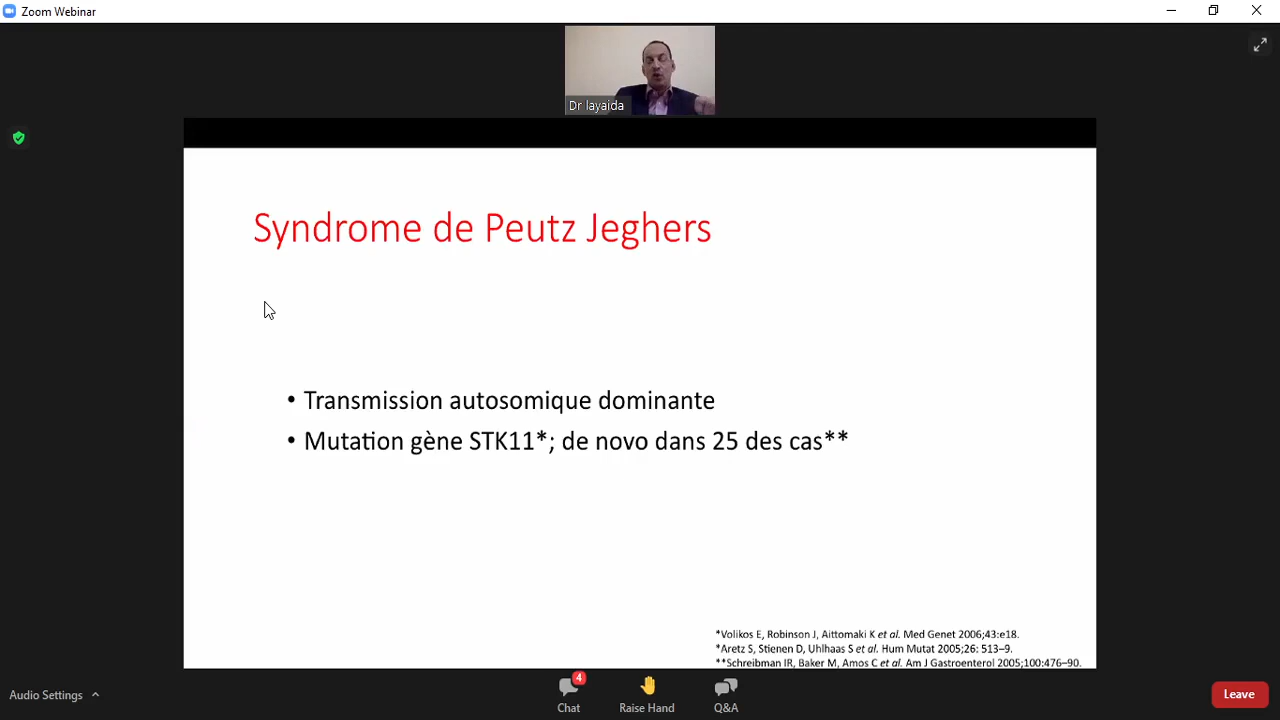 Zoom Webinar
Dr layaida
Syndrome de Peutz Jeghers
• Transmission autosomique dominante
• Mutation gène STK11*; de novo dans 25 des cas**
*Volikos E, Robinson J, Aittomaki K et al. Med Genet 2006;43:e18.
*Aretz S, Stienen D, Uhlhaas S et al. Hum Mutat 2005;26: 513–9.
**Schreibman IR, Baker M, Amos C et al. Am J Gastroenterol 2005;100:476–90.
Audio Settings
4
Chat
Raise Hand
Q&A
Leave